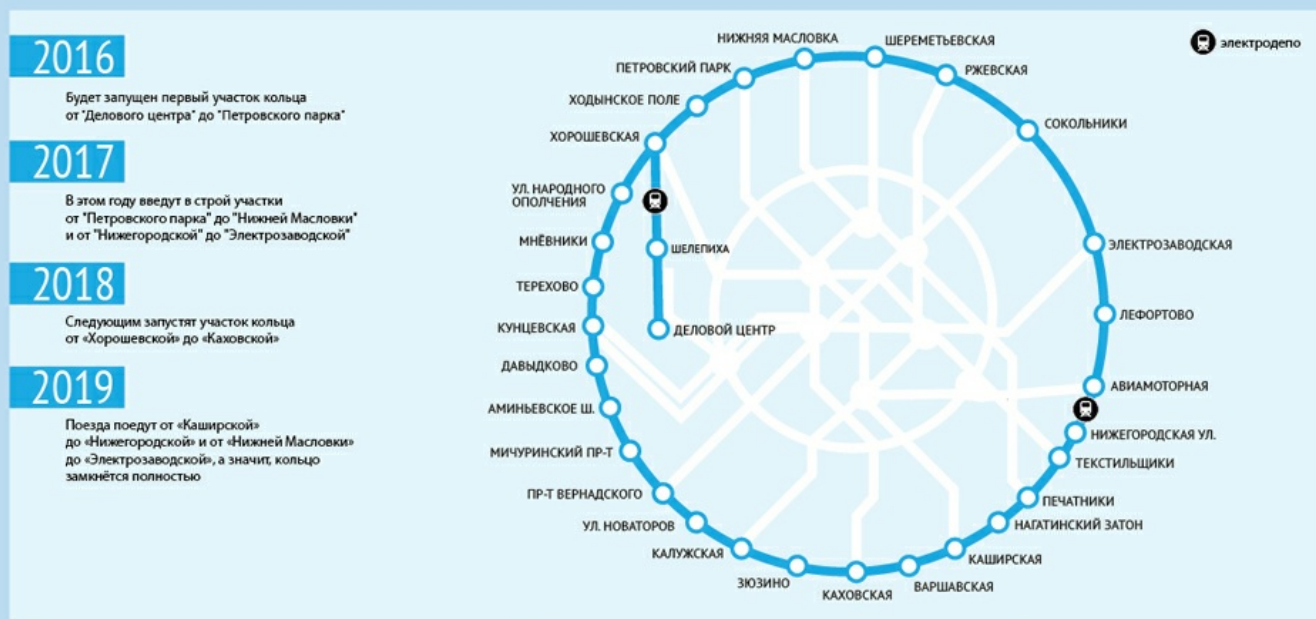 2016
Будет запущен первый участок кольца
от "Делового центра" до "Петровского парка"
2017
В этом году введут в строй участки
от "Петровского парка" до "Нижней Масловки"
и от "Нижегородской" до "Электрозаводской"
2018
Следующим запустят участок кольца
от «Хорошевской» до «Каховской»
2019
Поезда поедут от «Каширской»
до «Нижегородской» и от «Нижней Масловки»
до «Электрозаводской», а значит, кольцо
замкнётся полностью
электродепо
НИЖНЯЯ МАСЛОВКА
ШЕРЕМЕТЬЕВСКАЯ
РЖЕВСКАЯ
СОКОЛЬНИКИ
ЭЛЕКТРОЗАВОДСКАЯ
ЛЕФОРТОВО
АВИАМОТОРНАЯ
НИЖЕГОРОДСКАЯ УЛ.
ТЕКСТИЛЬЩИКИ
ПЕЧАТНИКИ
НАГАТИНСКИЙ ЗАТОН
КАШИРСКАЯ
ВАРШАВСКАЯ
КАХОВСКАЯ
ЗЮЗИНО
КАЛУЖСКАЯ
УЛ. НОВАТОРОВ
ПР-Т ВЕРНАДСКОГО
МИЧУРИНСКИЙ ПР-Т
АМИНЬЕВСКОЕ Ш.
ДАВЫДКОВО
КУНЦЕВСКАЯ
ТЕРЕХОВО
МНЁВНИКИ
УЛ. НАРОДНОГО
ОПОЛЧЕНИЯ
ХОРОШЕВСКАЯ
ХОДЫНСКОЕ ПОЛЕ
ПЕТРОВСКИЙ ПАРК
ШЕЛЕПИХА
ДЕЛОВОЙ ЦЕНТР